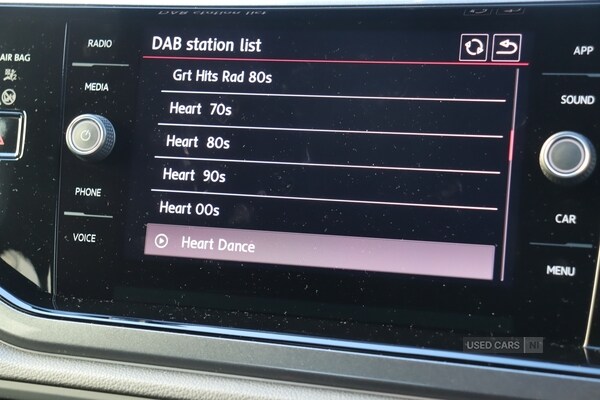 AIR BAG
RADIO
MEDIA
PHONE
VOICE
DAB station list
Grt Hits Rad 80s
Heart 70s
Heart 80s
Heart 90s
Heart 00s
Heart Dance
APP
SOUND
CAR
MENU
USED CARS NI